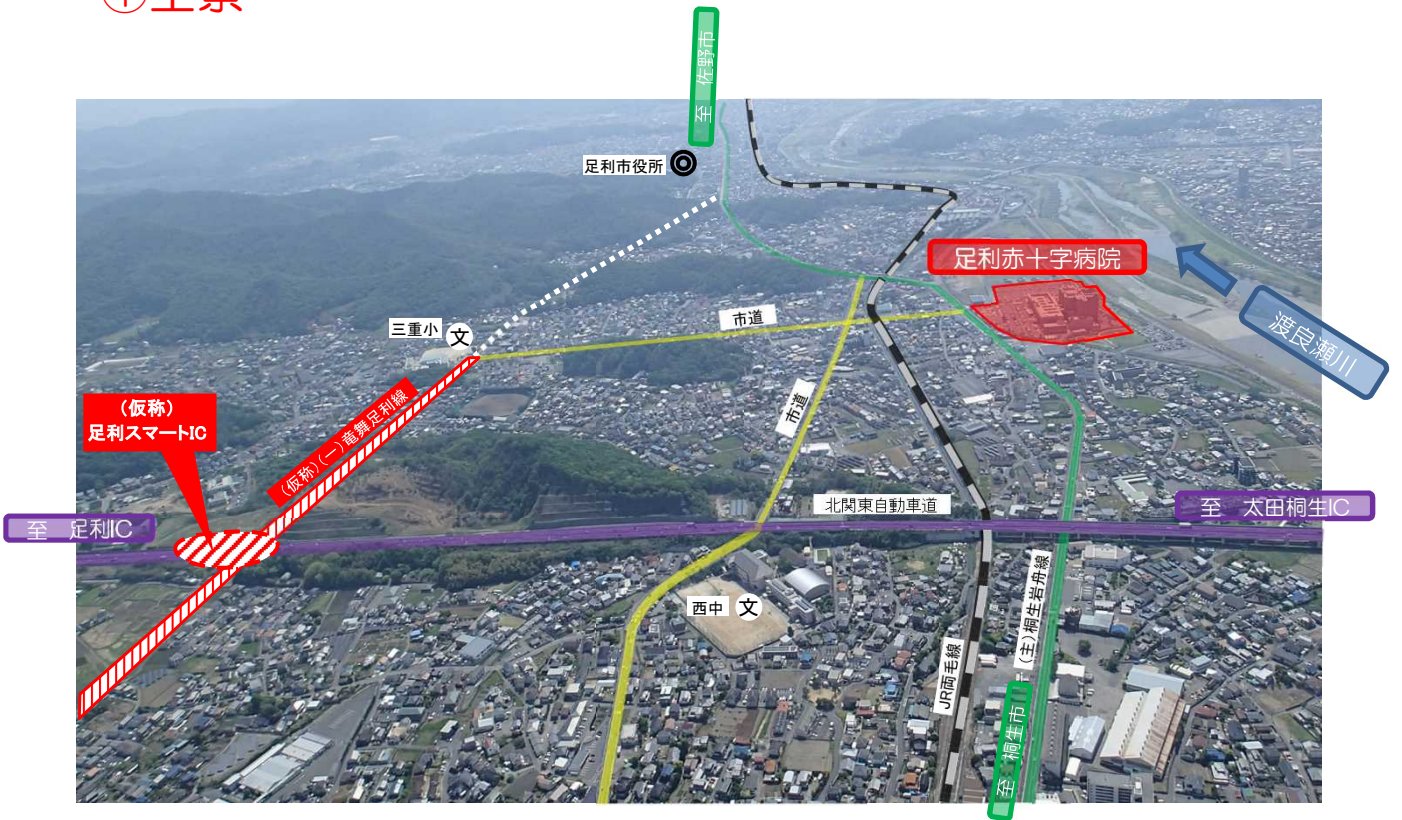 至 佐野市
足利市役所
足利赤十字病院
渡良瀬川
市道
三重小
文
(仮称)
足利スマートIC
(仮称)(一)竜舞足利線
市道
北関東自動車道
至 太田桐生IC
至 足利IC
西中
文
(主)桐生岩舟線
JR両毛線
至 桐生市